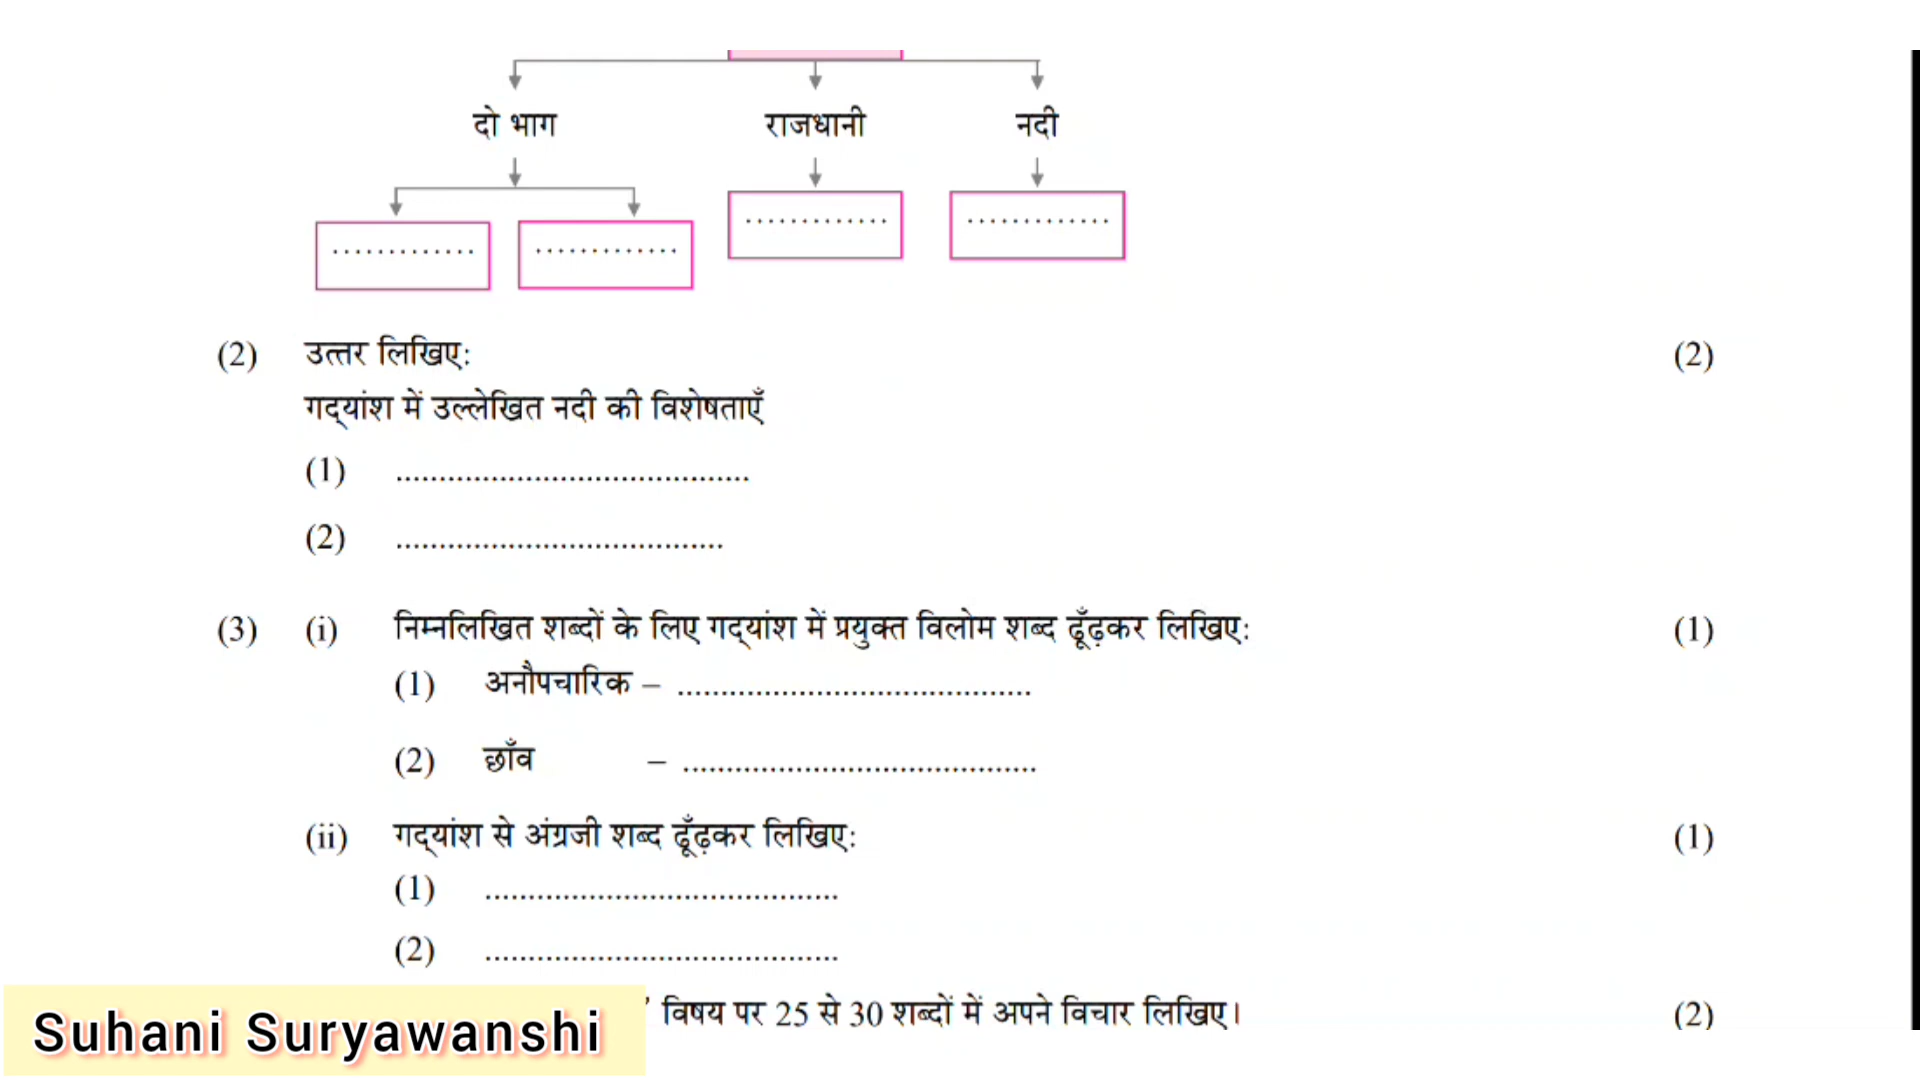 दो भाग राजधानी नदी
............. ............. ............. .............
(2) उत्तर लिखिए: (2)
गद्यांश में उल्लेखित नदी की विशेषताएँ
(1) .........................................
(2) ......................................
(3) (i) निम्नलिखित शब्दों के लिए गद्यांश में प्रयुक्त विलोम शब्द ढूँढ़कर लिखिए: (1)
(1) अनौपचारिक – .........................................
(2) छाँव – .........................................
(ii) गद्यांश से अंग्रजी शब्द ढूँढ़कर लिखिए: (1)
(1) .........................................
(2) .........................................
’ विषय पर 25 से 30 शब्दों में अपने विचार लिखिए। (2)
Suhani Suryawanshi